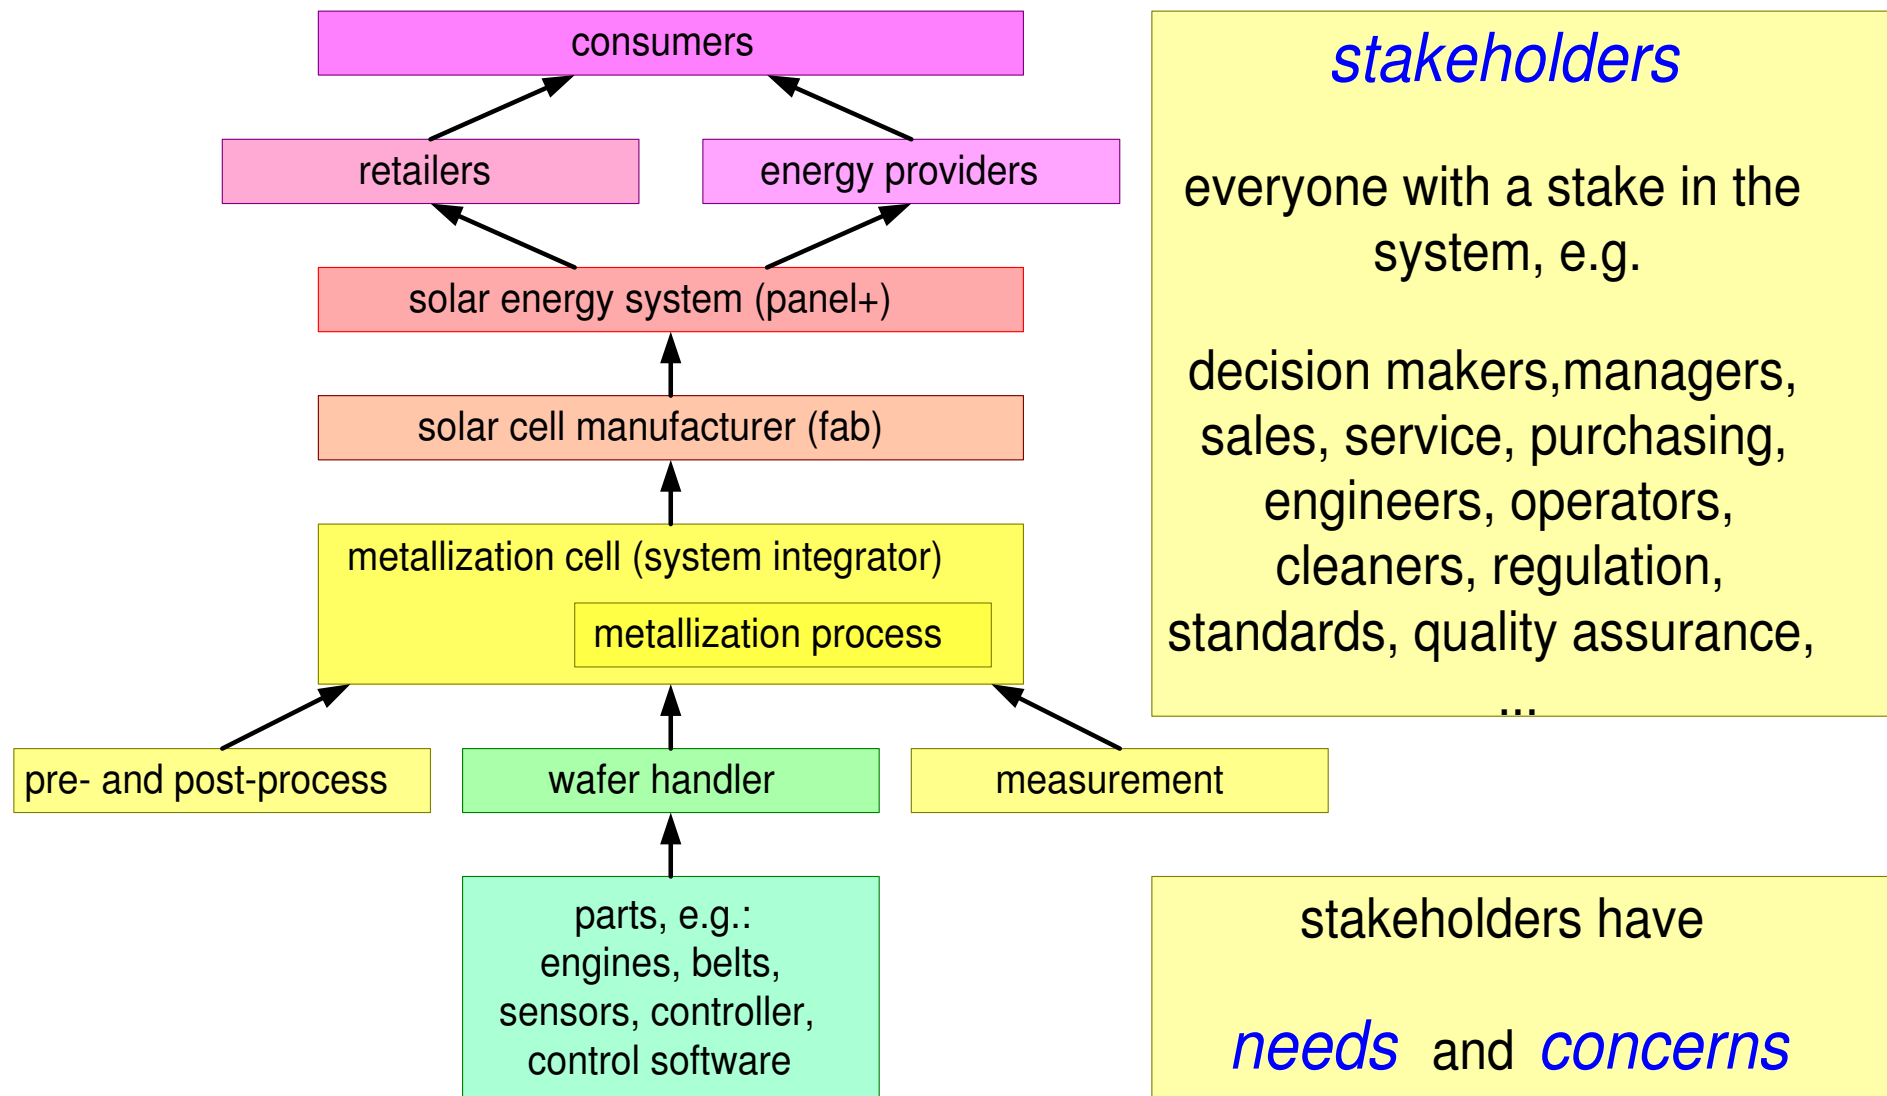 consumers
retailers
energy providers
solar energy system (panel+)
solar cell manufacturer (fab)
metallization cell (system integrator)
metallization process
pre- and post-process
wafer handler
measurement
parts, e.g.:
engines, belts,
sensors, controller,
control software
stakeholders
everyone with a stake in the
system, e.g.
decision makers,managers,
sales, service, purchasing,
engineers, operators,
cleaners, regulation,
standards, quality assurance,
...
stakeholders have
needs and concerns